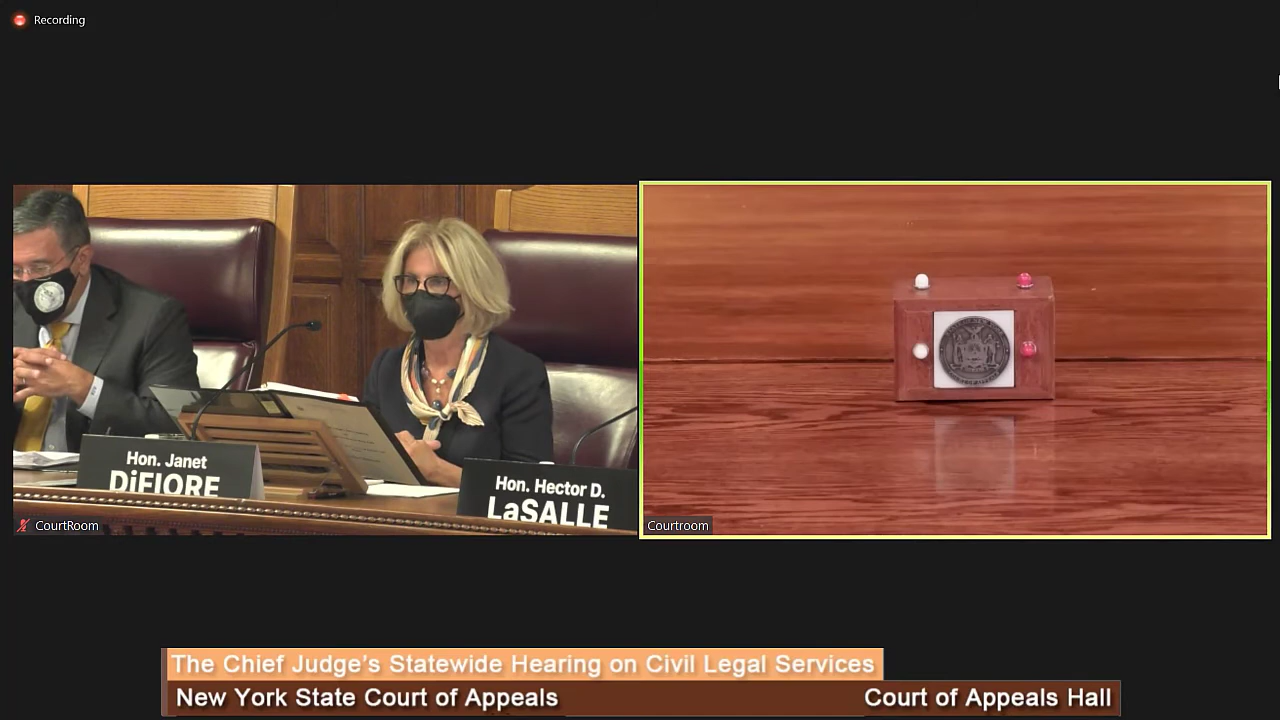 Recording
Hon. Janet
DiFIORE
Hon. Hector D.
LaSALLE
CourtRoom
Courtroom
The Chief Judge's Statewide Hearing on Civil Legal Services
New York State Court of Appeals
Court of Appeals Hall